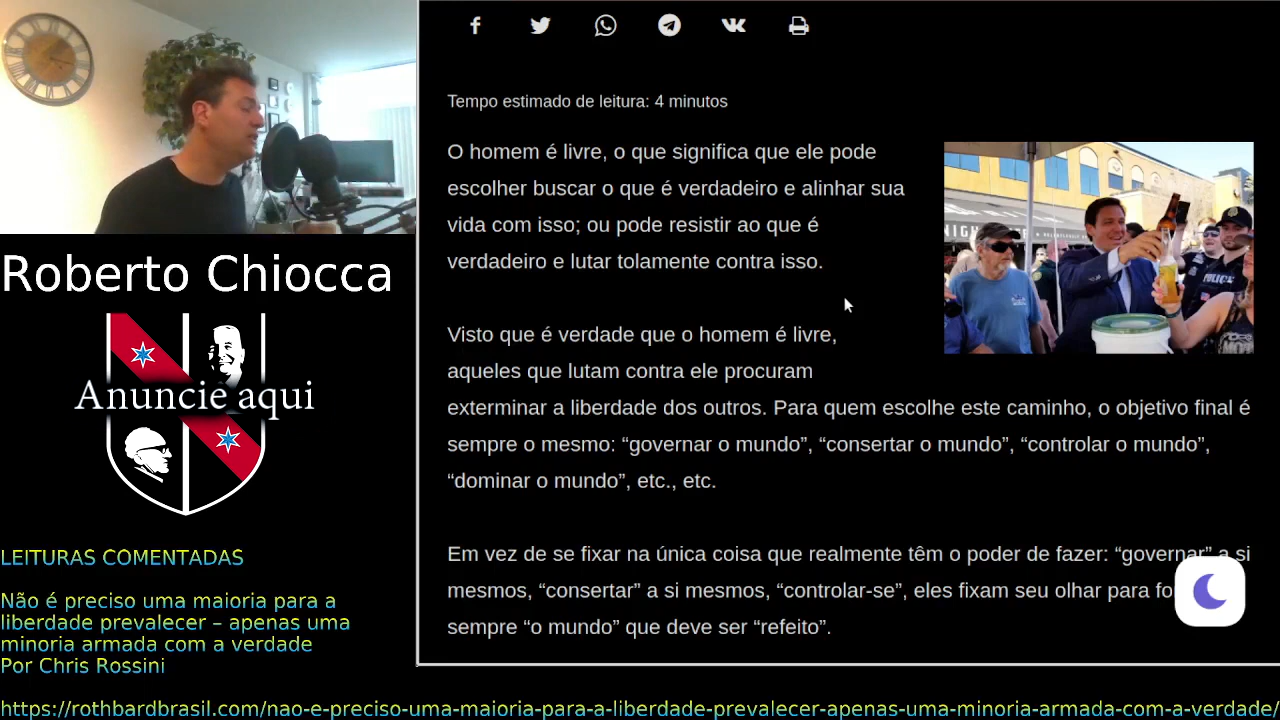 Tempo estimado de leitura: 4 minutos
O homem é livre, o que significa que ele pode
escolher buscar o que é verdadeiro e alinhar sua
vida com isso; ou pode resistir ao que é
verdadeiro e lutar tolamente contra isso.
Visto que é verdade que o homem é livre,
aqueles que lutam contra ele procuram
exterminar a liberdade dos outros. Para quem escolhe este caminho, o objetivo final é
sempre o mesmo: “governar o mundo”, “consertar o mundo”, “controlar o mundo”,
“dominar o mundo”, etc., etc.
Em vez de se fixar na única coisa que realmente têm o poder de fazer: “governar” a si
mesmos, “consertar” a si mesmos, “controlar-se”, eles fixam seu olhar para fo
sempre “o mundo” que deve ser “refeito”.
POLICE
Roberto Chiocca
Anuncie aqui
LEITURAS COMENTADAS
Não é preciso uma maioria para a
liberdade prevalecer – apenas uma
minoria armada com a verdade
Por Chris Rossini
https://rothbardbrasil.com/nao-e-preciso-uma-maioria-para-a-liberdade-prevalecer-apenas-uma-minoria-armada-com-a-verdade/